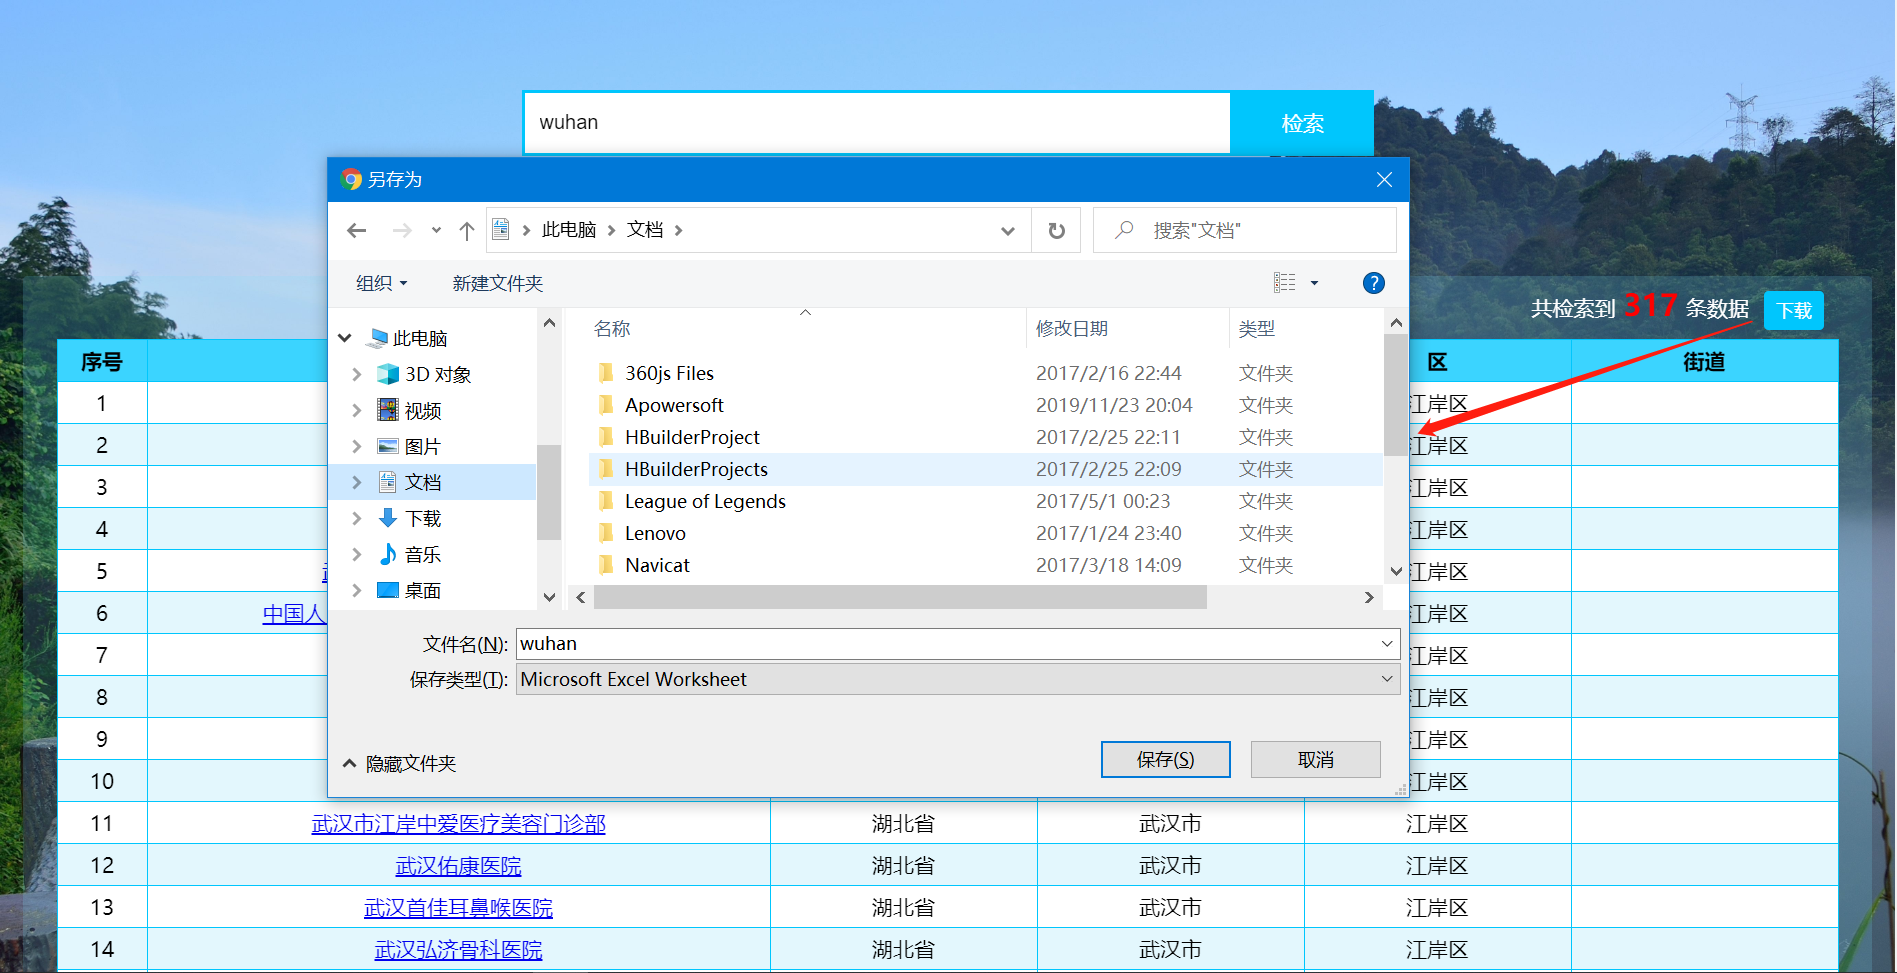 wuhan
检索
另存为
此电脑
文档
搜索"文档"
组织
新建文件夹
此电脑
3D 对象
视频
图片
文档
下载
音乐
桌面
名称 修改日期 类型
360js Files 2017/2/16 22:44 文件夹
Apowersoft 2019/11/23 20:04 文件夹
HBuilderProject 2017/2/25 22:11 文件夹
HBuilderProjects 2017/2/25 22:09 文件夹
League of Legends 2017/5/1 00:23 文件夹
Lenovo 2017/1/24 23:40 文件夹
Navicat 2017/3/18 14:09 文件夹
文件名(N): wuhan
保存类型(T): Microsoft Excel Worksheet
隐藏文件夹
保存(S)
取消
共检索到 317 条数据 下载
序号 区 街道
1 江岸区
2 江岸区
3 江岸区
4 江岸区
5 江岸区
6 中国人 江岸区
7 江岸区
8 江岸区
9 江岸区
10 江岸区
11 武汉市江岸中爱医疗美容门诊部 湖北省 武汉市 江岸区
12 武汉佑康医院 湖北省 武汉市 江岸区
13 武汉首佳耳鼻喉医院 湖北省 武汉市 江岸区
14 武汉弘济骨科医院 湖北省 武汉市 江岸区